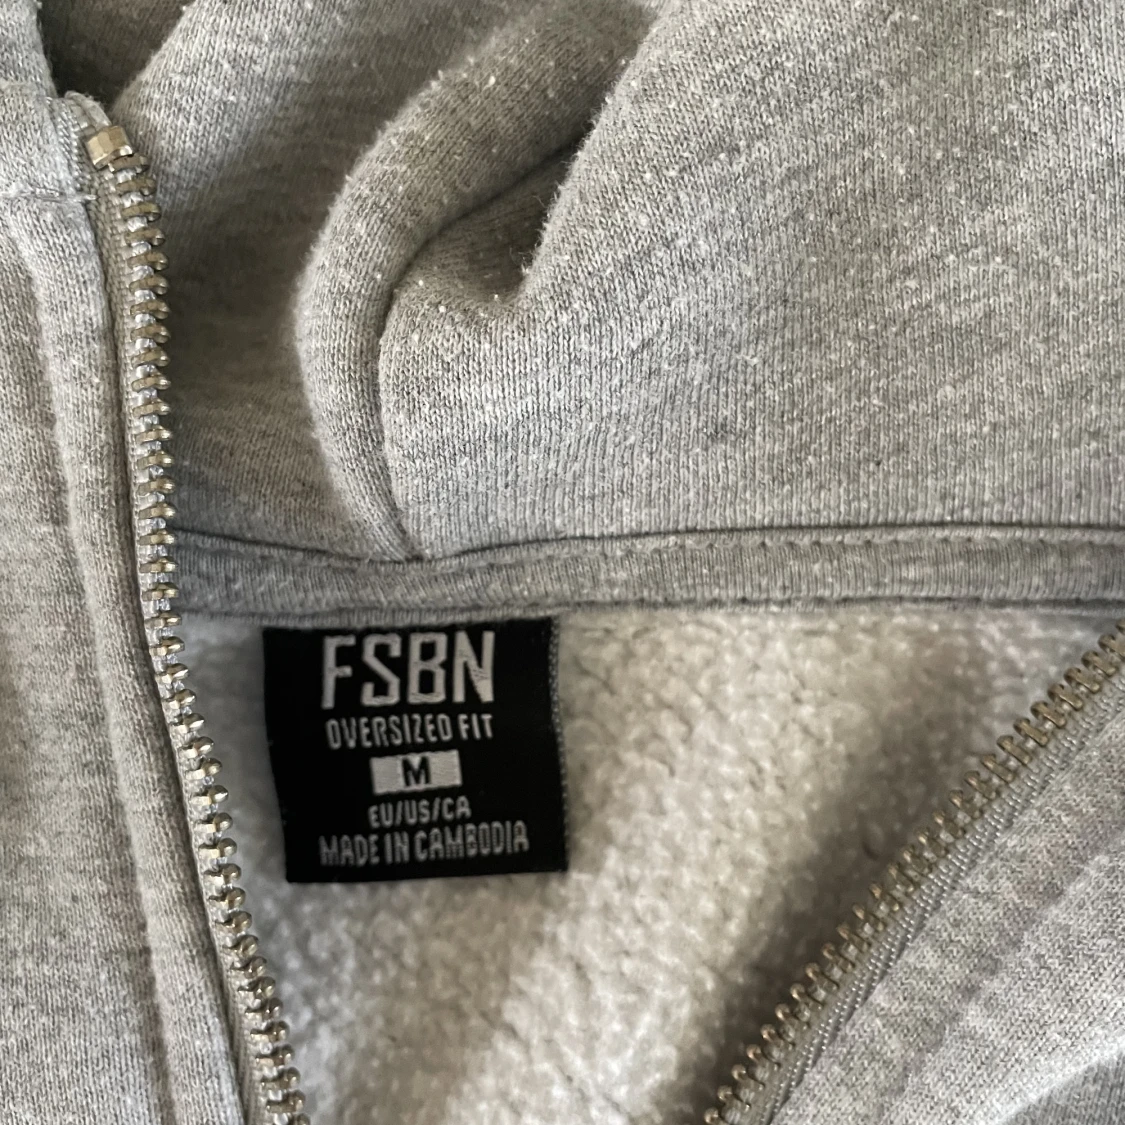 FSBN
OVERSIZED FIT
M
EU/US/CA
MADE IN CAMBODIA